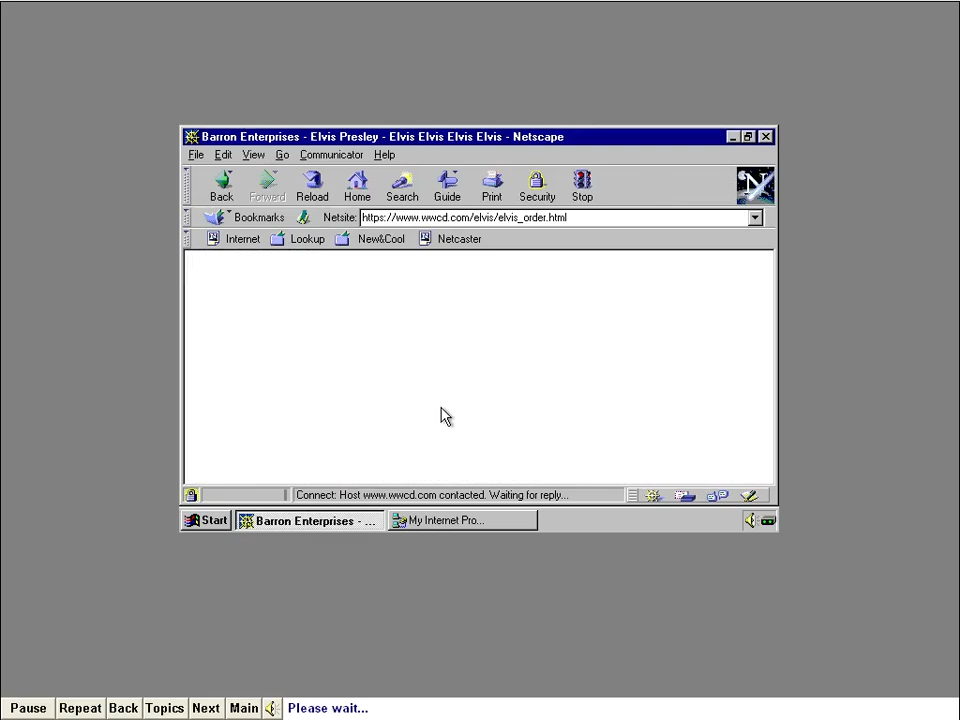 Barron Enterprises - Elvis Presley - Elvis Elvis Elvis Elvis - Netscape
File Edit View Go Communicator Help
N
Back Forward Reload Home Search Guide Print Security Stop
Bookmarks Netsite: https://www.wwcd.com/elvis/elvis_order.html
Internet Lookup New&Cool Netcaster
Connect: Host www.wwcd.com contacted. Waiting for reply...
Start Barron Enterprises - ... My Internet Pro...
Pause Repeat Back Topics Next Main Please wait...